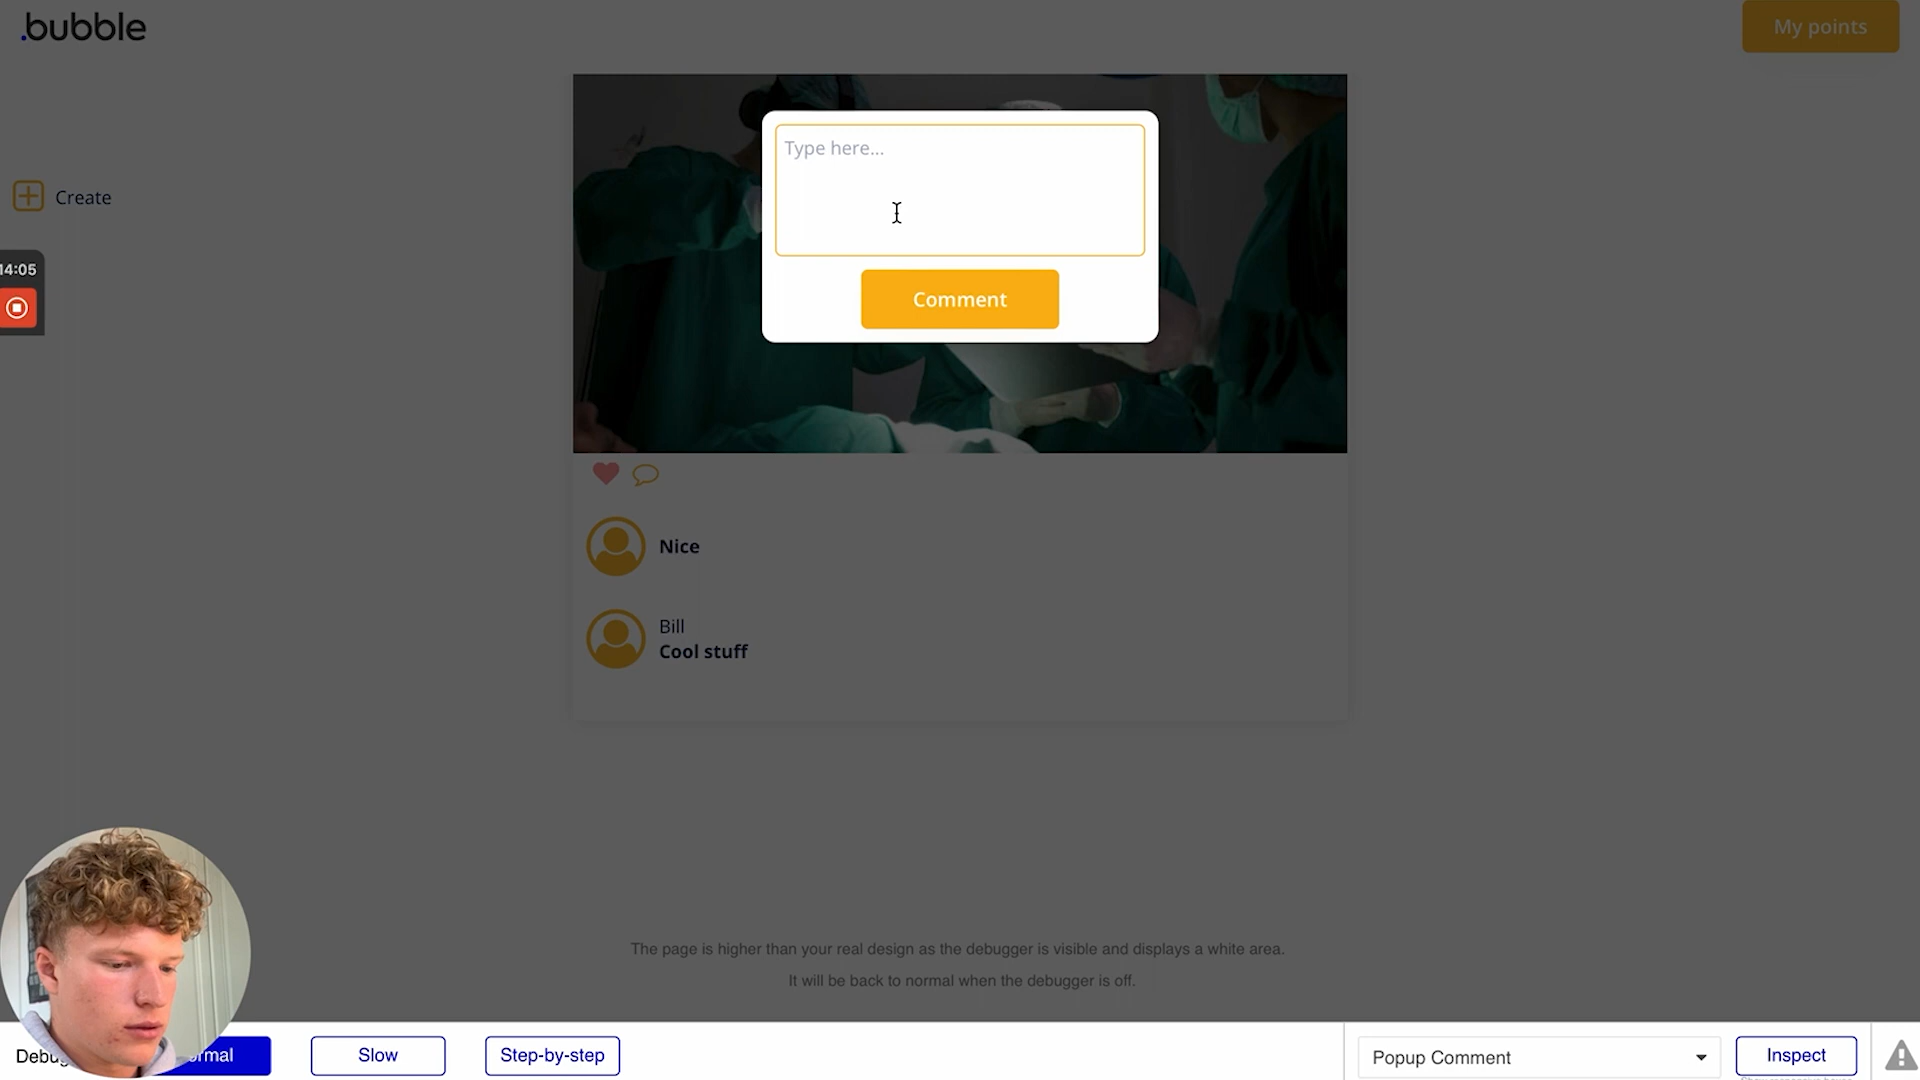 .bubble
My points
Type here...
Create
14:05
Comment
Nice
Bill
Cool stuff
The page is higher than your real design as the debugger is visible and displays a white area.
It will be back to normal when the debugger is off.
Slow
Step-by-step
Popup Comment
Inspect